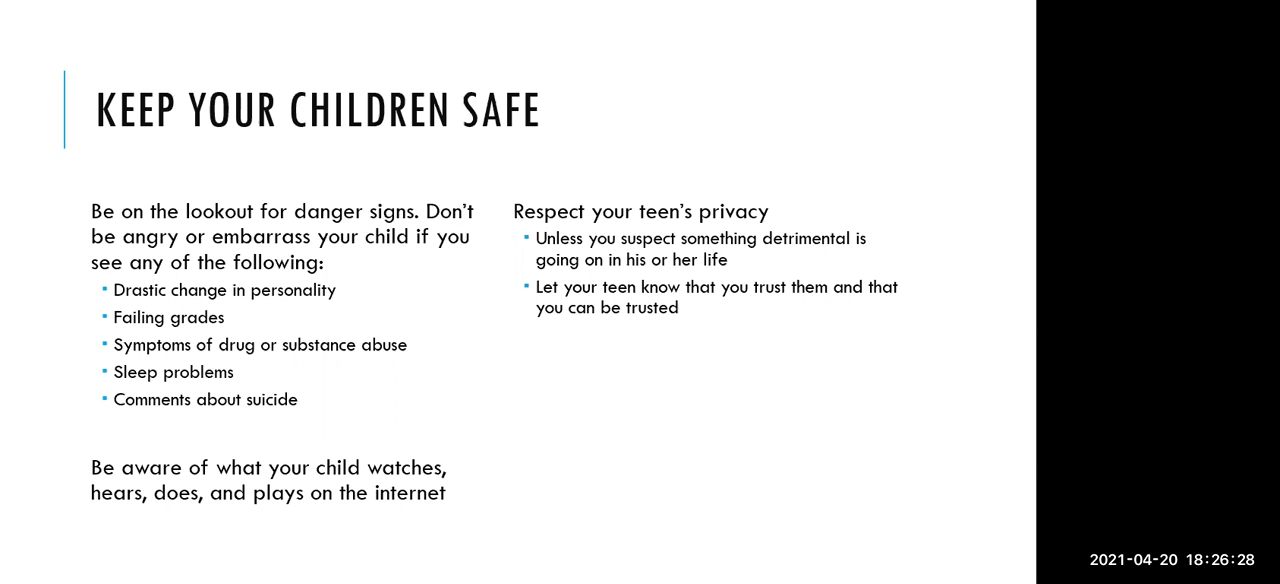 KEEP YOUR CHILDREN SAFE
Be on the lookout for danger signs. Don't
be angry or embarrass your child if you
see any of the following:
▪ Drastic change in personality
▪ Failing grades
▪ Symptoms of drug or substance abuse
▪ Sleep problems
▪ Comments about suicide
Be aware of what your child watches,
hears, does, and plays on the internet
Respect your teen's privacy
▪ Unless you suspect something detrimental is
going on in his or her life
▪ Let your teen know that you trust them and that
you can be trusted
2021-04-20 18:26:28